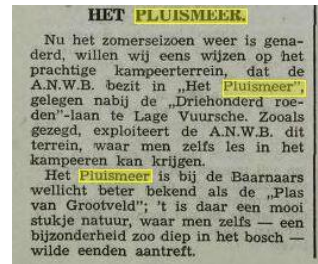 HET PLUISMEER.
Nu het zomerseizoen weer is gena-
derd, willen wij eens wijzen op het
prachtige kampeerterrein, dat de
A.N.W.B. bezit in „Het Pluismeer",
gelegen nabij de „Driehonderd roe-
den"-laan te Lage Vuursche. Zooals
gezegd, exploiteert de A.N.W.B. dit
terrein, waar men zelfs les in het
kampeeren kan krijgen.
Het Pluismeer is bij de Baarnaars
wellicht beter bekend als de „Plas
van Grootveld"; 't is daar een mooi
stukje natuur, waar men zelfs — een
bijzonderheid zoo diep in het bosch —
wilde eenden aantreft.